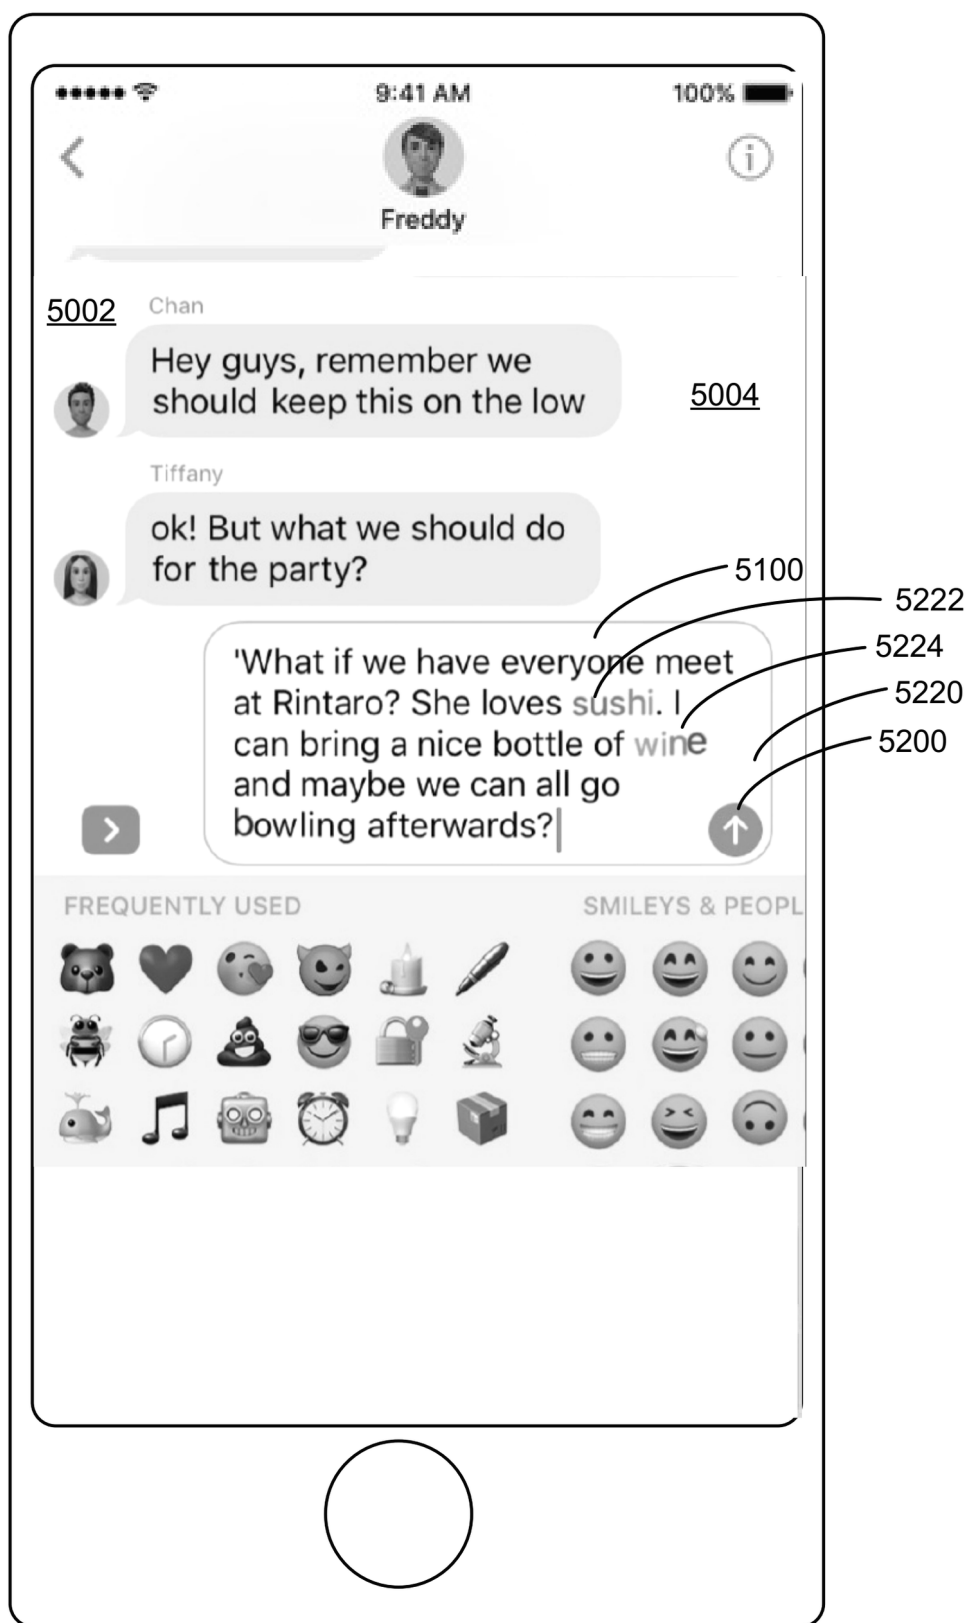 9:41 AM
100%
Freddy
5002
Chan
Hey guys, remember we
should keep this on the low
5004
Tiffany
ok! But what we should do
for the party?
5100
5222
5224
5220
5200
'What if we have everyone meet
at Rintaro? She loves sushi. I
can bring a nice bottle of wine
and maybe we can all go
bowling afterwards?
FREQUENTLY USED
SMILEYS & PEOPL